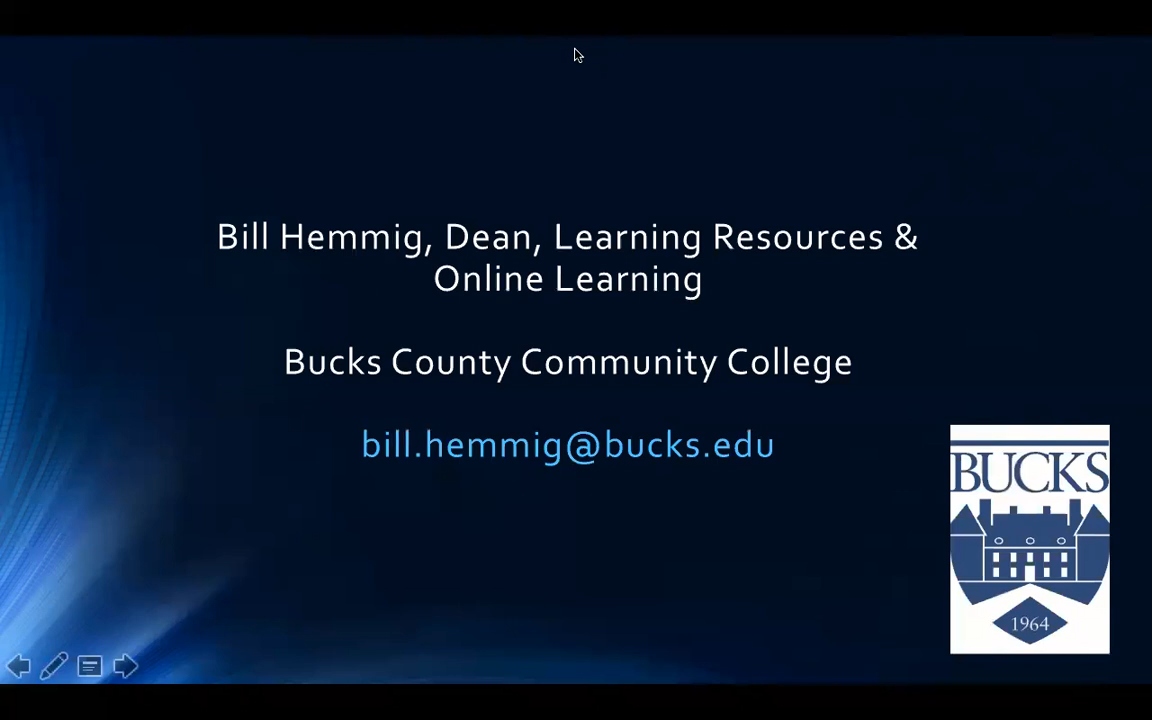 Bill Hemmig, Dean, Learning Resources &
Online Learning
Bucks County Community College
bill.hemmig@bucks.edu
BUCKS
1964